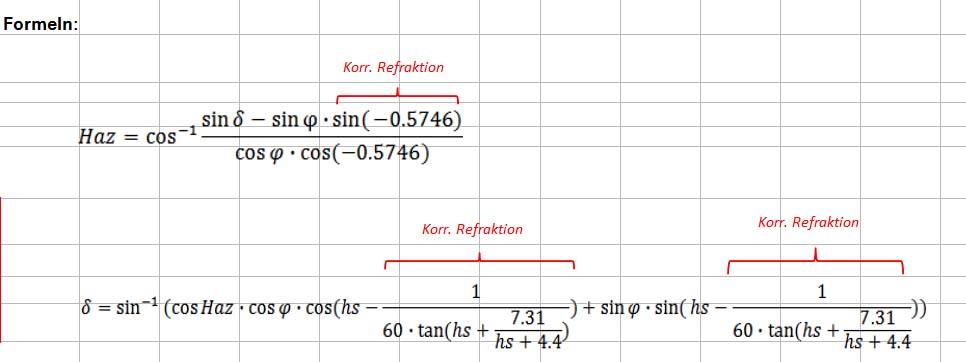 Formeln:
Korr. Refraktion
Haz = cos⁻¹ (sin δ − sin φ · sin(−0.5746)) / (cos φ · cos(−0.5746))
Korr. Refraktion Korr. Refraktion
δ = sin⁻¹ (cos Haz · cos φ · cos(hs − 1 / (60 · tan(hs + 7.31 / (hs + 4.4)))) + sin φ · sin( hs − 1 / (60 · tan(hs + 7.31 / (hs + 4.4)))))